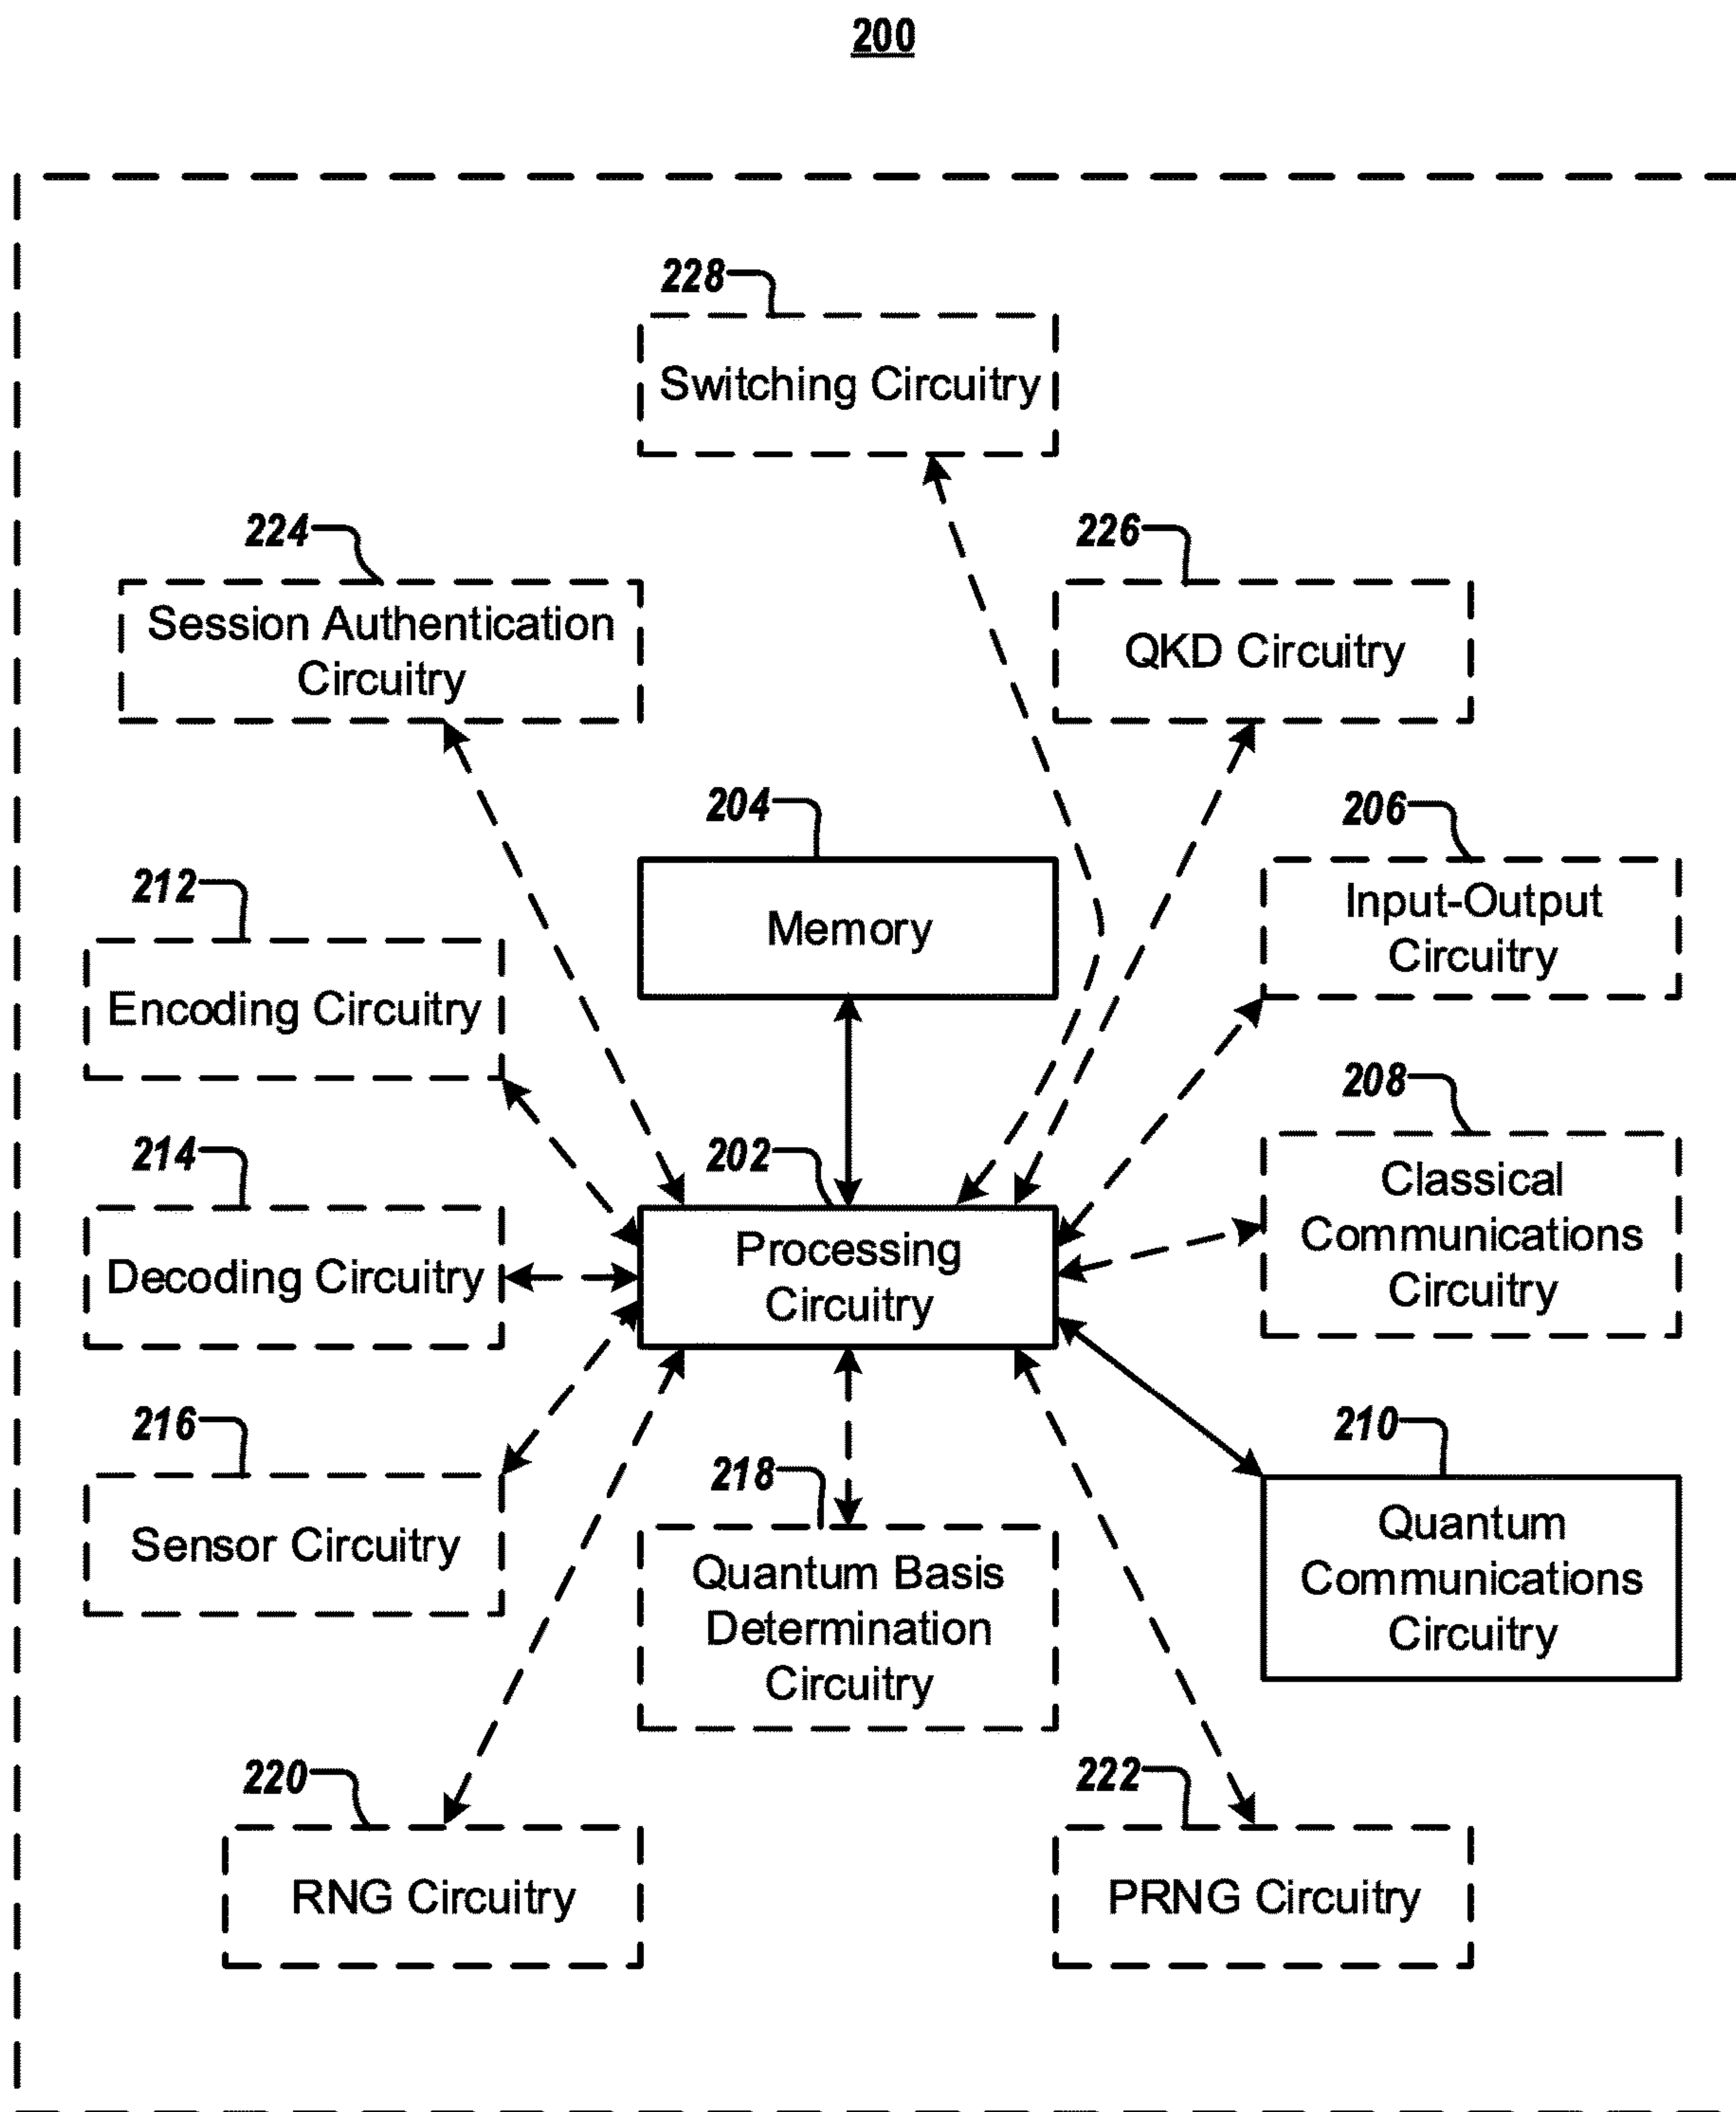 200
228
Switching Circuitry
224
Session Authentication
Circuitry
226
QKD Circuitry
204
Memory
206
Input-Output
Circuitry
212
Encoding Circuitry
208
Classical
Communications
Circuitry
214
Decoding Circuitry
202
Processing
Circuitry
210
Quantum
Communications
Circuitry
216
Sensor Circuitry
218
Quantum Basis
Determination
Circuitry
220
RNG Circuitry
222
PRNG Circuitry